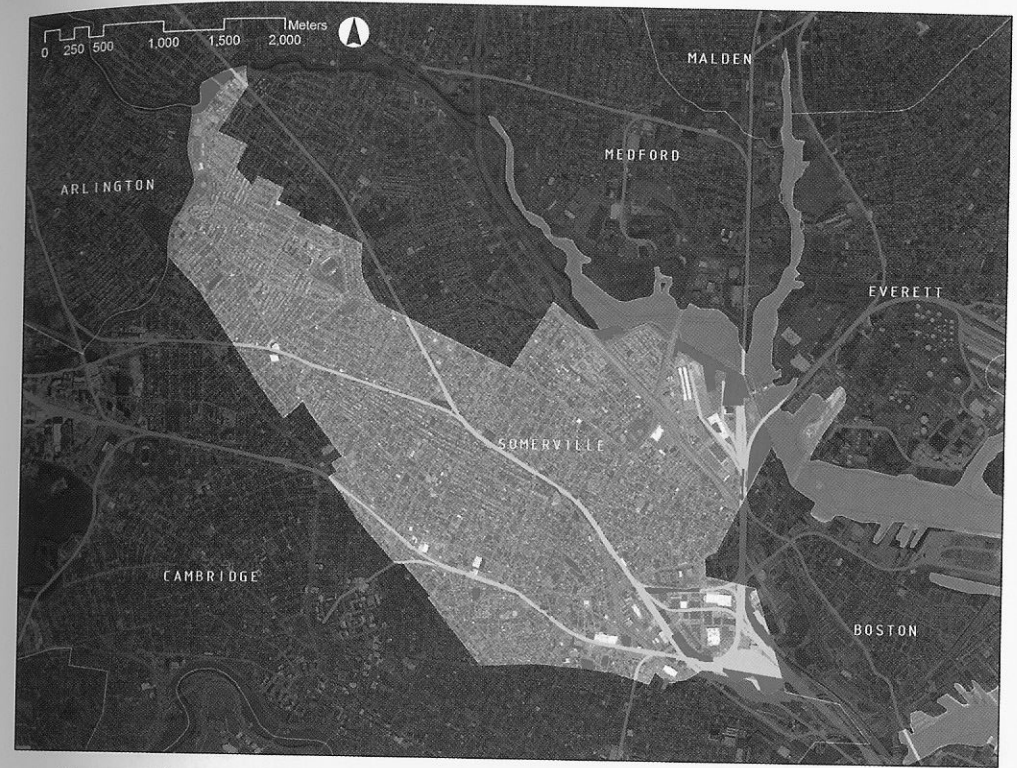 Meters
0 250 500 1,000 1,500 2,000
MALDEN
MEDFORD
ARLINGTON
EVERETT
SOMERVILLE
CAMBRIDGE
BOSTON